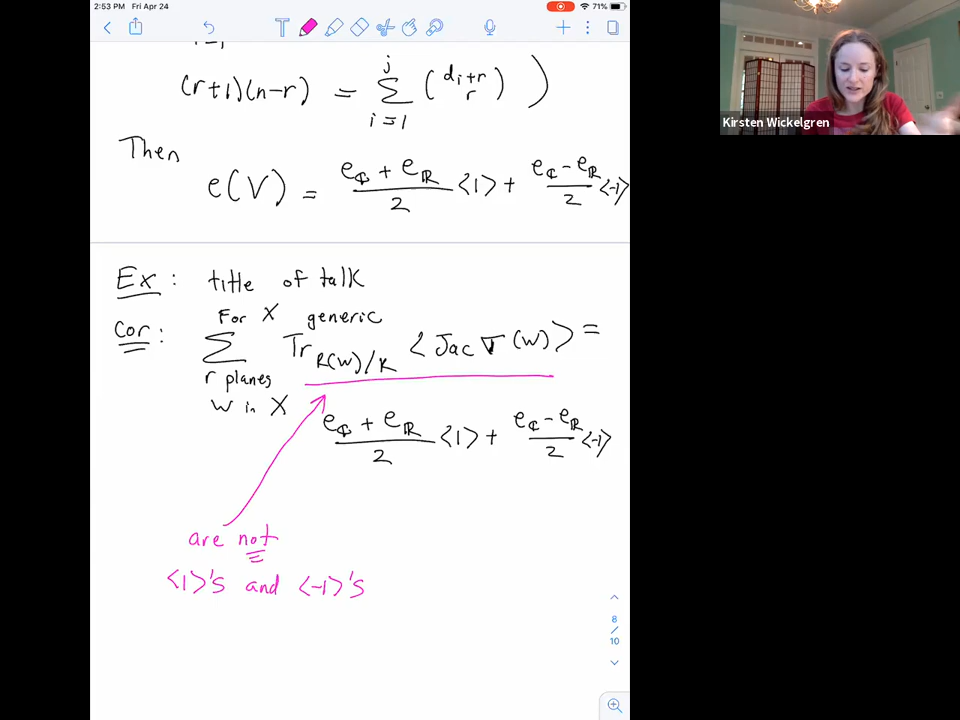 2:53 PM Fri Apr 24
71%
Kirsten Wickelgren
i=1
(r+1)(n-r) = Σ_{i=1}^{j} (d_i+r r) )
Then
e(V) = (e_ℂ + e_ℝ)/2 <1> + (e_ℂ - e_ℝ)/2 <-1>
Ex: title of talk
Cor: For X generic
Σ_{r planes W in X} Tr_{k(W)/k} <Jac σ(W)> =
(e_ℂ + e_ℝ)/2 <1> + (e_ℂ - e_ℝ)/2 <-1>
are not
<1>'s and <-1>'s
8
/
10